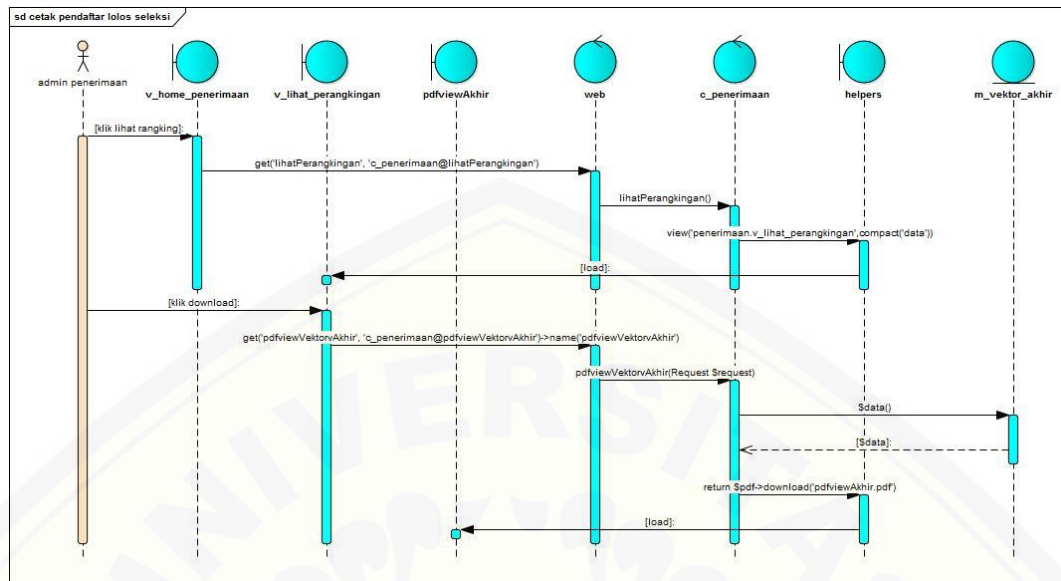 sd cetak pendaftar lolos seleksi
admin penerimaan
v_home_penerimaan
v_lihat_perangkingan
pdfviewAkhir
web
c_penerimaan
helpers
m_vektor_akhir
[klik lihat rangking]:
get('lihatPerangkingan', 'c_penerimaan@lihatPerangkingan')
lihatPerangkingan()
view('penerimaan.v_lihat_perangkingan',compact('data'))
[load]:
[klik download]:
get('pdfviewVektorvAkhir', 'c_penerimaan@pdfviewVektorvAkhir')->name('pdfviewVektorvAkhir')
pdfviewVektorvAkhir(Request $request)
$data()
[$data]:
return $pdf->download('pdfviewAkhir.pdf')
[load]:
UNIVERSITA